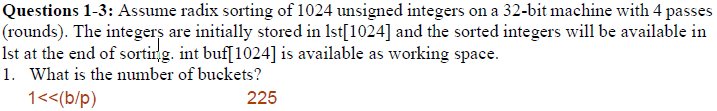 Questions 1-3: Assume radix sorting of 1024 unsigned integers on a 32-bit machine with 4 passes
(rounds). The integers are initially stored in lst[1024] and the sorted integers will be available in
lst at the end of sorting. int buf[1024] is available as working space.
1. What is the number of buckets?
1<<(b/p) 225